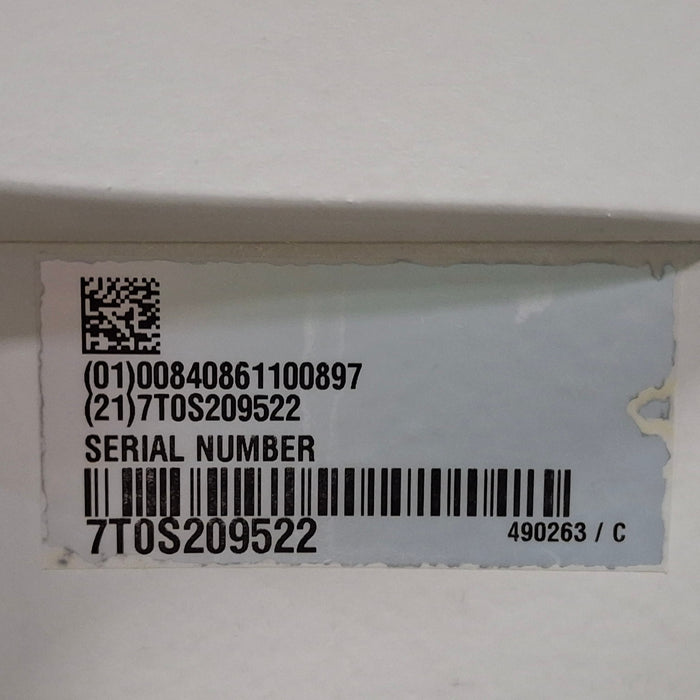 (01)00840861100897
(21)7T0S209522
SERIAL NUMBER
7T0S209522
490263 / C